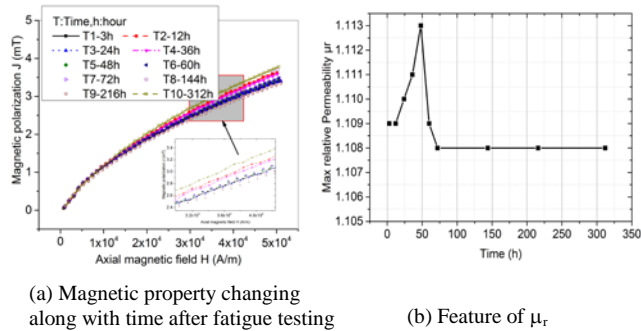 (a)
T:Time,h:hour
T1-3h
T2-12h
T3-24h
T4-36h
T5-48h
T6-60h
T7-72h
T8-144h
T9-216h
T10-312h
Magnetic polarization J (mT)
5
4
3
2
1
0
0
1x10⁴
2x10⁴
3x10⁴
4x10⁴
5x10⁴
Axial magnetic field H (A/m)
Axial magnetic field H (A/m)
(b)
Max relative Permeability μr
1.113
1.112
1.111
1.110
1.109
1.108
1.107
1.106
1.105
0 50 100 150 200 250 300 350
Time (h)
(a) Magnetic property changing
along with time after fatigue testing
(b) Feature of μr